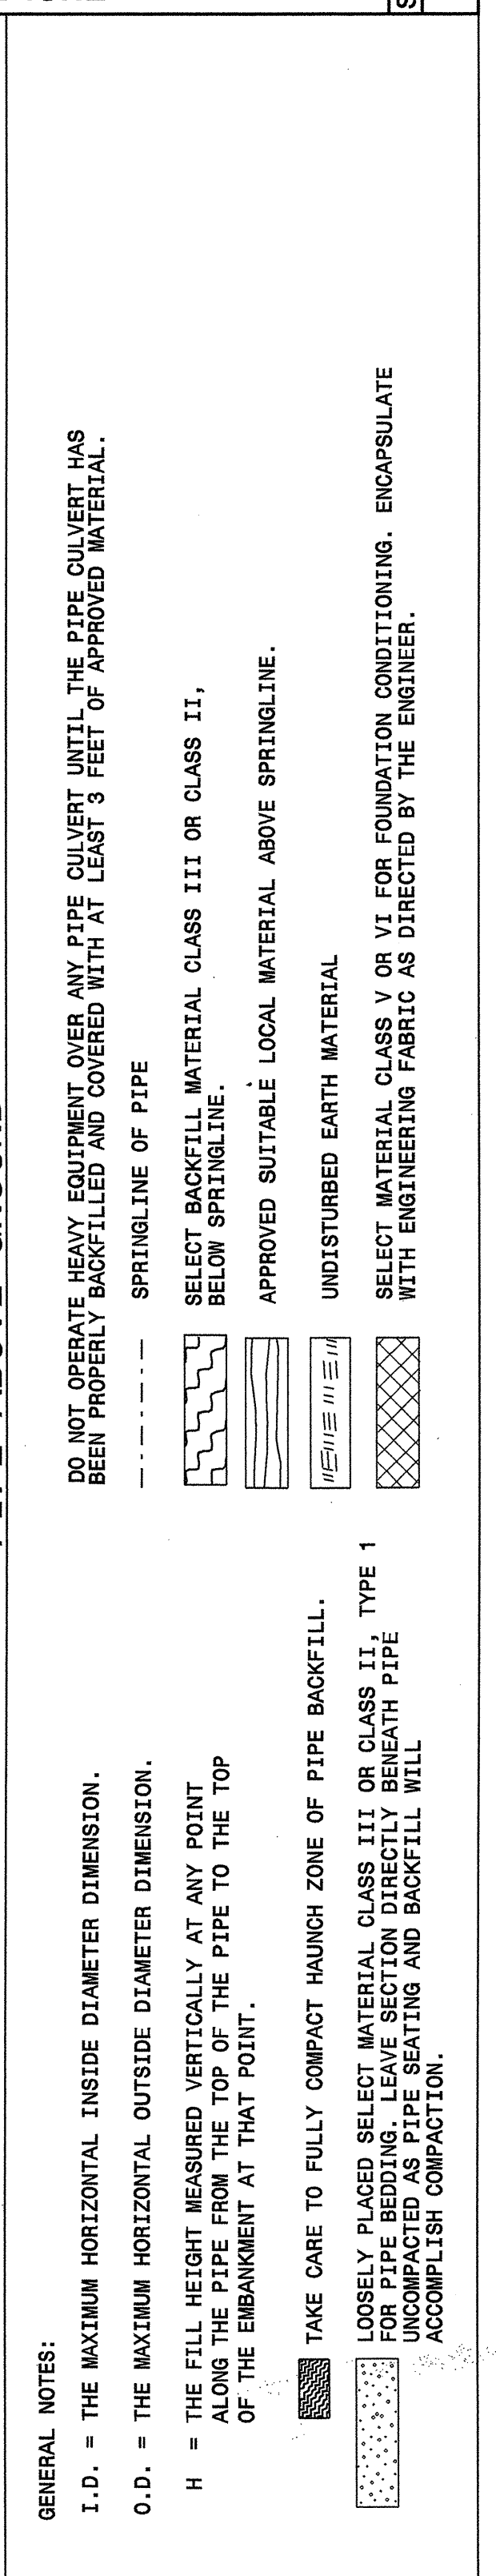 GENERAL NOTES:
I.D. = THE MAXIMUM HORIZONTAL INSIDE DIAMETER DIMENSION.
O.D. = THE MAXIMUM HORIZONTAL OUTSIDE DIAMETER DIMENSION.
H = THE FILL HEIGHT MEASURED VERTICALLY AT ANY POINT
ALONG THE PIPE FROM THE TOP OF THE PIPE TO THE TOP
OF THE EMBANKMENT AT THAT POINT.
TAKE CARE TO FULLY COMPACT HAUNCH ZONE OF PIPE BACKFILL.
LOOSELY PLACED SELECT MATERIAL CLASS III OR CLASS II, TYPE 1
FOR PIPE BEDDING. LEAVE SECTION DIRECTLY BENEATH PIPE
UNCOMPACTED AS PIPE SEATING AND BACKFILL WILL
ACCOMPLISH COMPACTION.
DO NOT OPERATE HEAVY EQUIPMENT OVER ANY PIPE CULVERT UNTIL THE PIPE CULVERT HAS
BEEN PROPERLY BACKFILLED AND COVERED WITH AT LEAST 3 FEET OF APPROVED MATERIAL.
SPRINGLINE OF PIPE
SELECT BACKFILL MATERIAL CLASS III OR CLASS II,
BELOW SPRINGLINE.
APPROVED SUITABLE LOCAL MATERIAL ABOVE SPRINGLINE.
UNDISTURBED EARTH MATERIAL
SELECT MATERIAL CLASS V OR VI FOR FOUNDATION CONDITIONING. ENCAPSULATE
WITH ENGINEERING FABRIC AS DIRECTED BY THE ENGINEER.